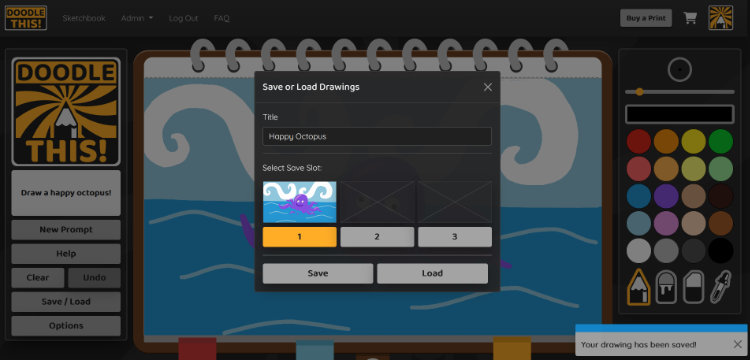 DOODLE
THIS!
Sketchbook
Admin
Log Out
FAQ
Buy a Print
DOODLE
THIS!
Draw a happy octopus!
New Prompt
Help
Clear
Undo
Save / Load
Options
Save or Load Drawings
Title
Happy Octopus
Select Save Slot:
1
2
3
Save
Load
Your drawing has been saved!